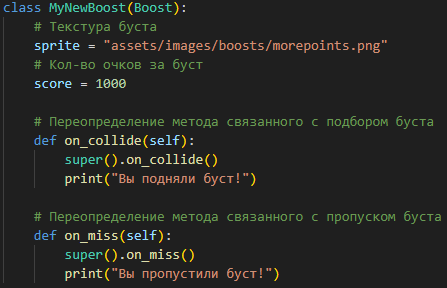 class MyNewBoost(Boost):
    # Текстура буста
    sprite = "assets/images/boosts/morepoints.png"
    # Кол-во очков за буст
    score = 1000

    # Переопределение метода связанного с подбором буста
    def on_collide(self):
        super().on_collide()
        print("Вы подняли буст!")

    # Переопределение метода связанного с пропуском буста
    def on_miss(self):
        super().on_miss()
        print("Вы пропустили буст!")